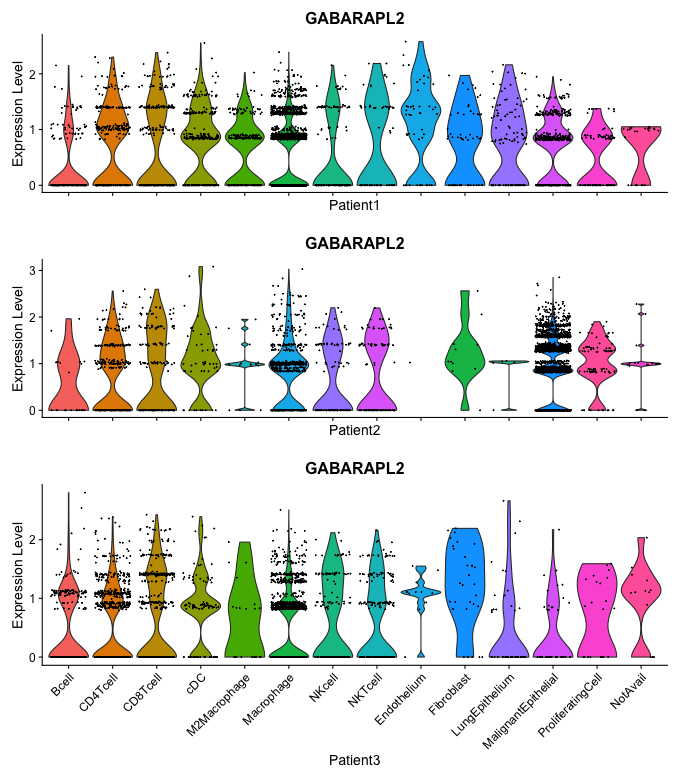 GABARAPL2
Expression Level
2
1
0
Patient1
GABARAPL2
Expression Level
3
2
1
0
Patient2
GABARAPL2
Expression Level
2
1
0
Bcell
CD4Tcell
CD8Tcell
cDC
M2Macrophage
Macrophage
NKcell
NKTcell
Endothelium
Fibroblast
LungEpithelium
MalignantEpithelial
ProliferatingCell
NotAvail
Patient3